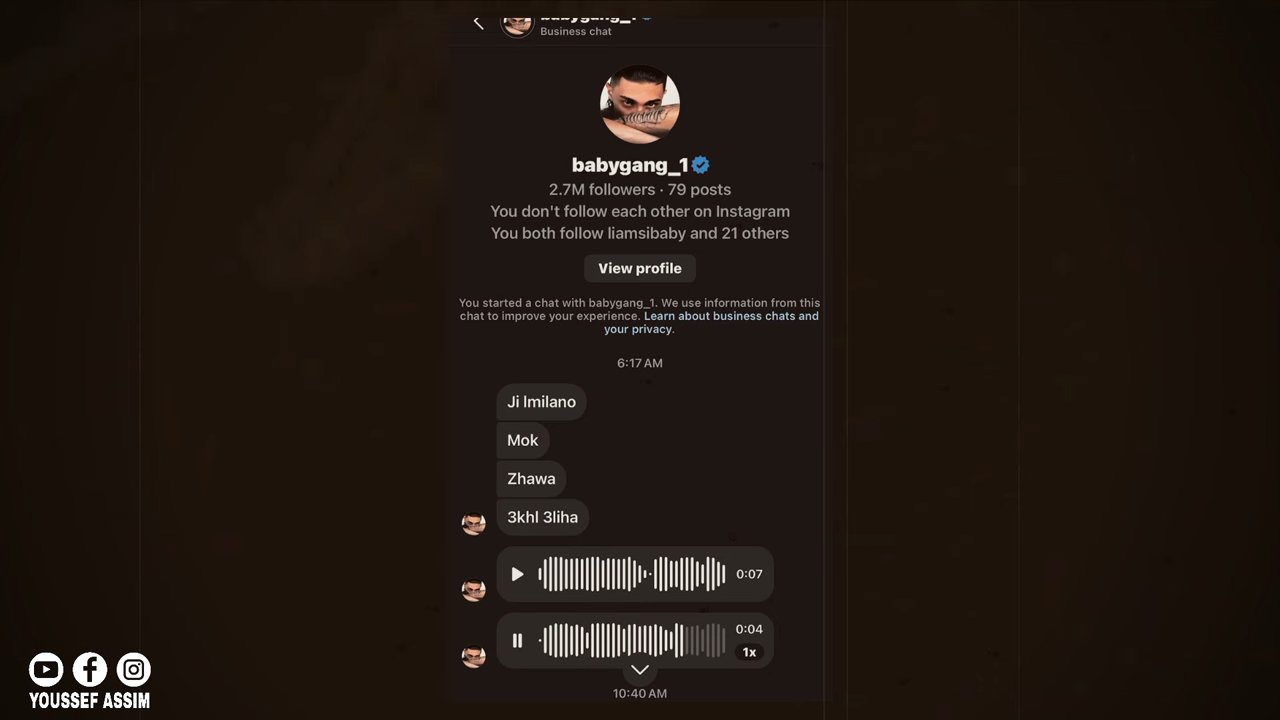 babygang_1
Business chat
babygang_1
2.7M followers · 79 posts
You don't follow each other on Instagram
You both follow liamsibaby and 21 others
View profile
You started a chat with babygang_1. We use information from this
chat to improve your experience. Learn about business chats and
your privacy.
6:17 AM
Ji lmilano
Mok
Zhawa
3khl 3liha
0:07
0:04
1x
10:40 AM
YOUSSEF ASSIM